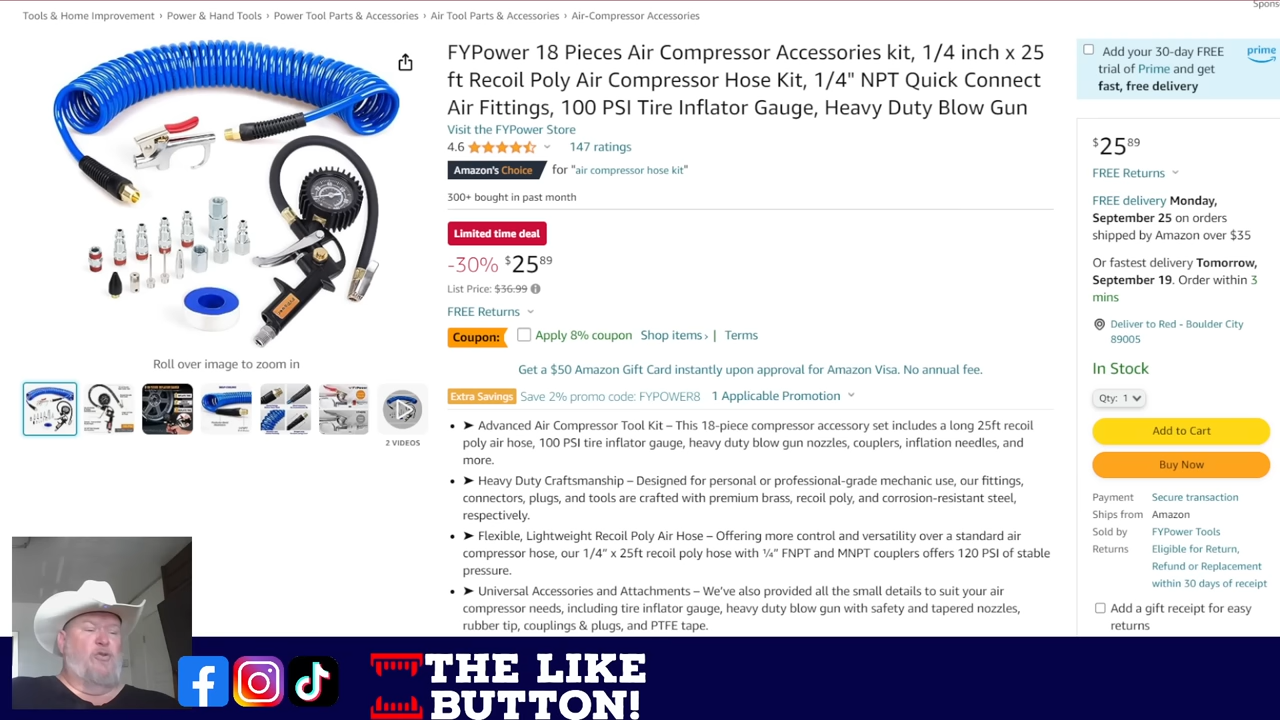 Spons
Tools & Home Improvement › Power & Hand Tools › Power Tool Parts & Accessories › Air Tool Parts & Accessories › Air-Compressor Accessories
FYPower 18 Pieces Air Compressor Accessories kit, 1/4 inch x 25
ft Recoil Poly Air Compressor Hose Kit, 1/4" NPT Quick Connect
Air Fittings, 100 PSI Tire Inflator Gauge, Heavy Duty Blow Gun
Visit the FYPower Store
4.6 147 ratings
Amazon's Choice for "air compressor hose kit"
300+ bought in past month
Limited time deal
-30% $25 89
List Price: $36.99
FREE Returns
Coupon: Apply 8% coupon Shop items › | Terms
Get a $50 Amazon Gift Card instantly upon approval for Amazon Visa. No annual fee.
Extra Savings Save 2% promo code: FYPOWER8 1 Applicable Promotion
• ➤ Advanced Air Compressor Tool Kit – This 18-piece compressor accessory set includes a long 25ft recoil
poly air hose, 100 PSI tire inflator gauge, heavy duty blow gun nozzles, couplers, inflation needles, and
more.
• ➤ Heavy Duty Craftsmanship – Designed for personal or professional-grade mechanic use, our fittings,
connectors, plugs, and tools are crafted with premium brass, recoil poly, and corrosion-resistant steel,
respectively.
• ➤ Flexible, Lightweight Recoil Poly Air Hose – Offering more control and versatility over a standard air
compressor hose, our 1/4” x 25ft recoil poly hose with ¼” FNPT and MNPT couplers offers 120 PSI of stable
pressure.
• ➤ Universal Accessories and Attachments – We’ve also provided all the small details to suit your air
compressor needs, including tire inflator gauge, heavy duty blow gun with safety and tapered nozzles,
rubber tip, couplings & plugs, and PTFE tape.
Roll over image to zoom in
2 VIDEOS
Add your 30-day FREE
trial of Prime and get
fast, free delivery
prime
$25 89
FREE Returns
FREE delivery Monday,
September 25 on orders
shipped by Amazon over $35
Or fastest delivery Tomorrow,
September 19. Order within 3
mins
Deliver to Red - Boulder City
89005
In Stock
Qty: 1
Add to Cart
Buy Now
Payment Secure transaction
Ships from Amazon
Sold by FYPower Tools
Returns Eligible for Return,
Refund or Replacement
within 30 days of receipt
Add a gift receipt for easy
returns
THE LIKE
BUTTON!